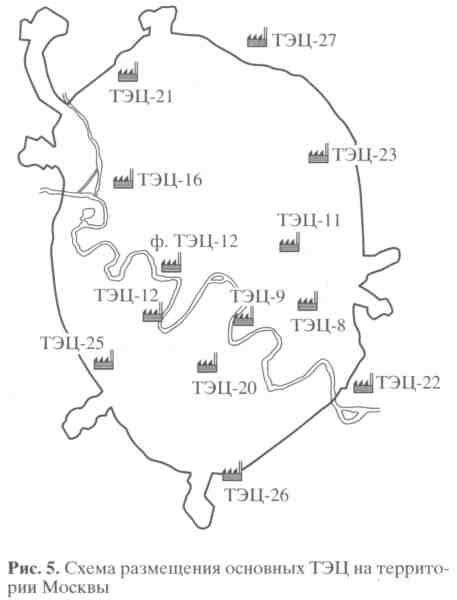 ТЭЦ-27
ТЭЦ-21
ТЭЦ-23
ТЭЦ-16
ТЭЦ-11
ф. ТЭЦ-12
ТЭЦ-12
ТЭЦ-9
ТЭЦ-8
ТЭЦ-25
ТЭЦ-20
ТЭЦ-22
ТЭЦ-26
Рис. 5. Схема размещения основных ТЭЦ на террито-
рии Москвы